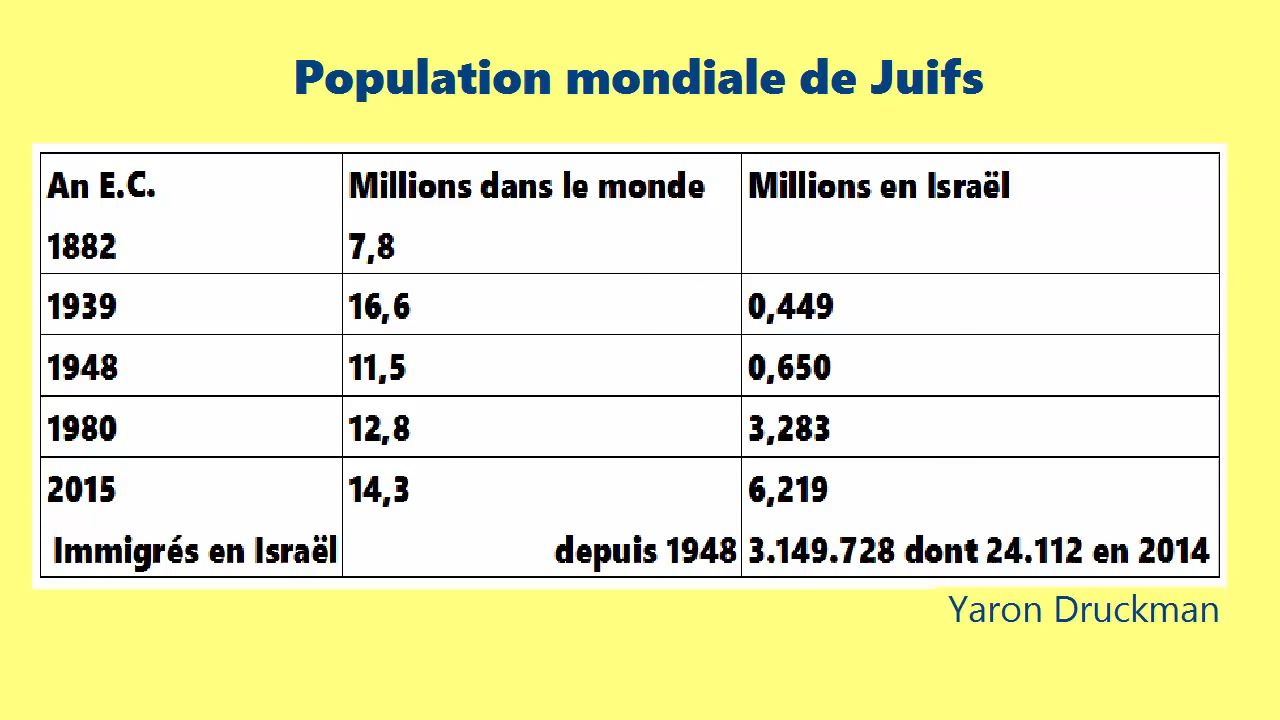 Population mondiale de Juifs
An E.C. Millions dans le monde Millions en Israël
1882 7,8
1939 16,6 0,449
1948 11,5 0,650
1980 12,8 3,283
2015 14,3 6,219
Immigrés en Israël depuis 1948 3.149.728 dont 24.112 en 2014
Yaron Druckman